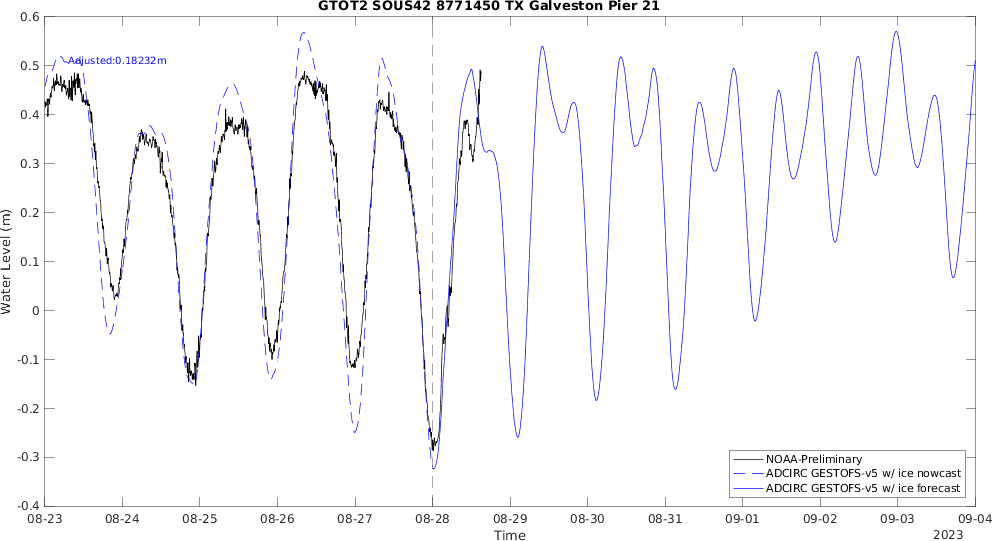 GTOT2 SOUS42 8771450 TX Galveston Pier 21
Adjusted:0.18232m
0.6
0.5
0.4
0.3
0.2
0.1
0
-0.1
-0.2
-0.3
-0.4
Water Level (m)
08-23 08-24 08-25 08-26 08-27 08-28 08-29 08-30 08-31 09-01 09-02 09-03 09-04
Time
2023
NOAA-Preliminary
ADCIRC GESTOFS-v5 w/ ice nowcast
ADCIRC GESTOFS-v5 w/ ice forecast